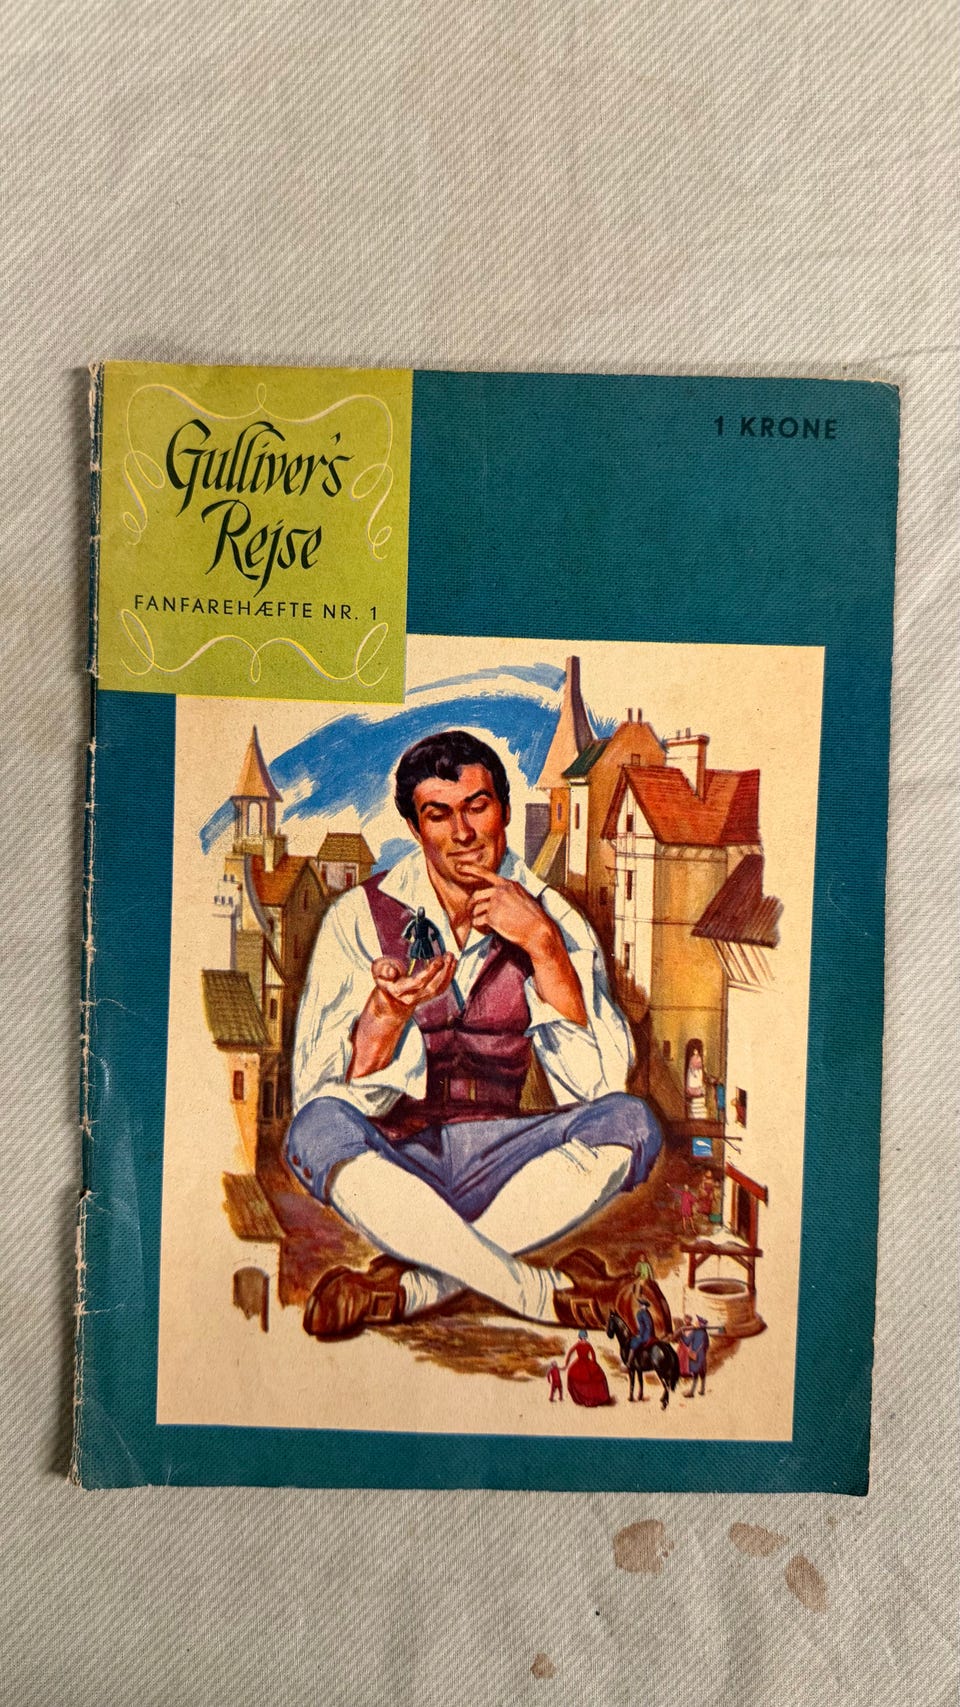 Gulliver's
Rejse
FANFAREHÆFTE NR. 1
1 KRONE